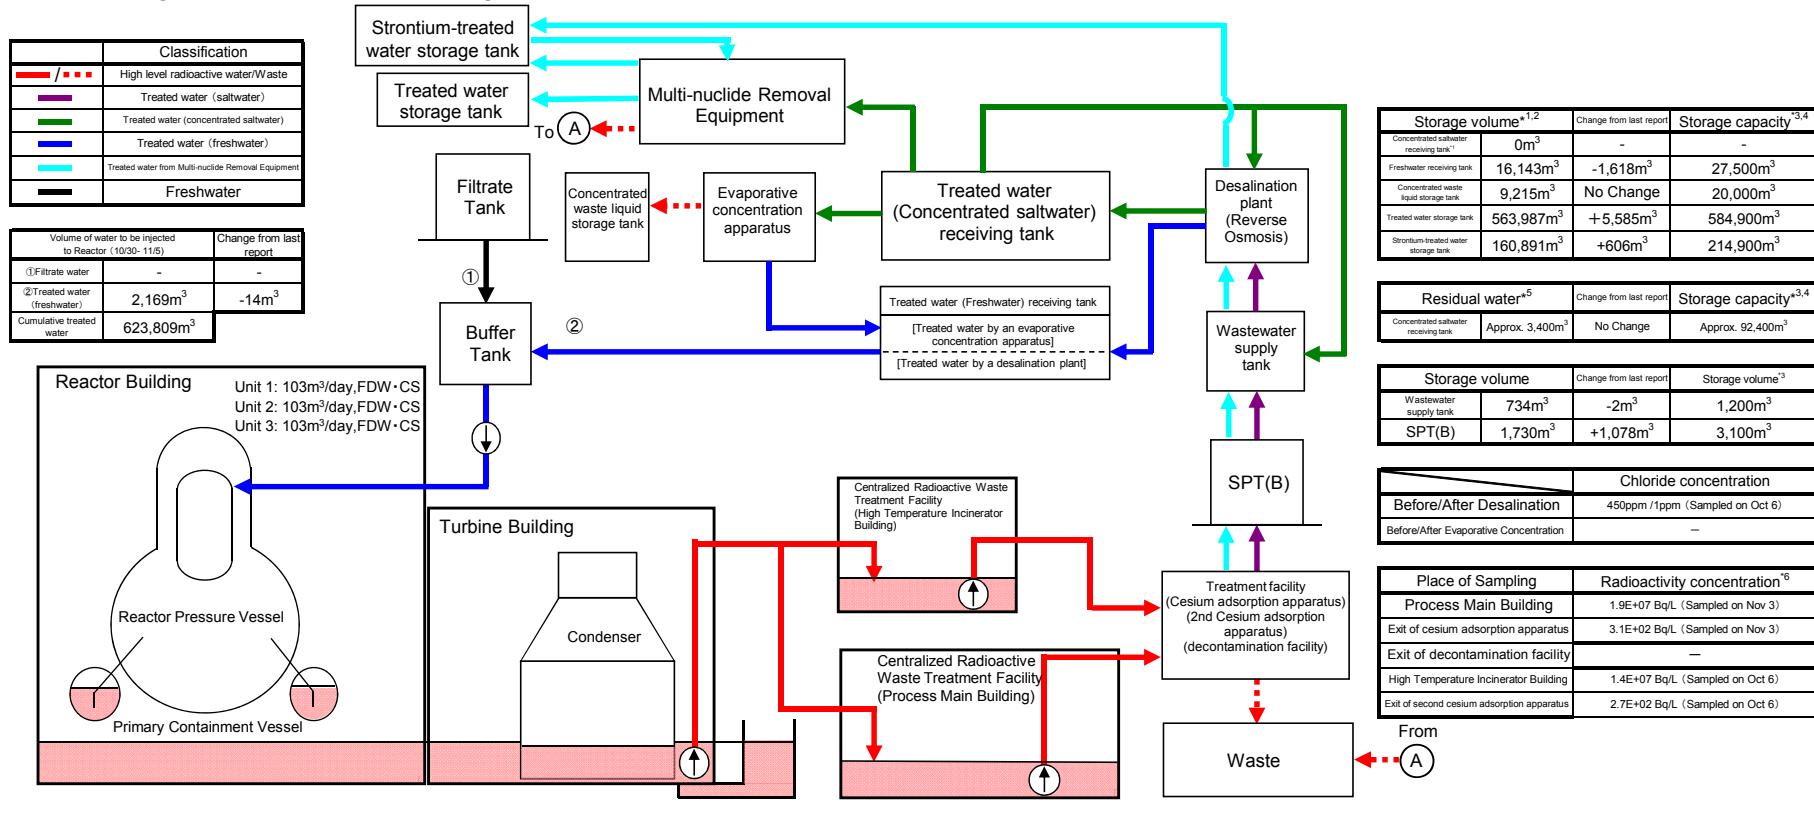 Classification
/
High level radioactive water/Waste
Treated water (saltwater)
Treated water (concentrated saltwater)
Treated water (freshwater)
Treated water from Multi-nuclide Removal Equipment
Freshwater
Volume of water to be injected
to Reactor (10/30- 11/5)
Change from last
report
①Filtrate water - -
②Treated water
(freshwater)
2,169m³ -14m³
Cumulative treated
water
623,809m³
Strontium-treated
water storage tank
Treated water
storage tank
Multi-nuclide Removal
Equipment
To A
Filtrate
Tank
①
Concentrated
waste liquid
storage tank
Evaporative
concentration
apparatus
Treated water
(Concentrated saltwater)
receiving tank
Desalination
plant
(Reverse
Osmosis)
Buffer
Tank
②
Treated water (Freshwater) receiving tank
[Treated water by an evaporative
concentration apparatus]
[Treated water by a desalination plant]
Wastewater
supply
tank
SPT(B)
Reactor Building
Unit 1: 103m³/day,FDW・CS
Unit 2: 103m³/day,FDW・CS
Unit 3: 103m³/day,FDW・CS
Reactor Pressure Vessel
Primary Containment Vessel
Turbine Building
Condenser
Centralized Radioactive Waste
Treatment Facility
(High Temperature Incinerator
Building)
Centralized Radioactive
Waste Treatment Facility
(Process Main Building)
Treatment facility
(Cesium adsorption apparatus)
(2nd Cesium adsorption
apparatus)
(decontamination facility)
Waste
From
A
Storage volume*1,2 Change from last report Storage capacity*3,4
Concentrated saltwater
receiving tank*1
0m³ - -
Freshwater receiving tank 16,143m³ -1,618m³ 27,500m³
Concentrated waste
liquid storage tank
9,215m³ No Change 20,000m³
Treated water storage tank 563,987m³ +5,585m³ 584,900m³
Strontium-treated water
storage tank
160,891m³ +606m³ 214,900m³
Residual water*5 Change from last report Storage capacity*3,4
Concentrated saltwater
receiving tank
Approx. 3,400m³ No Change Approx. 92,400m³
Storage volume Change from last report Storage volume*3
Wastewater
supply tank
734m³ -2m³ 1,200m³
SPT(B) 1,730m³ +1,078m³ 3,100m³
Chloride concentration
Before/After Desalination 450ppm /1ppm (Sampled on Oct 6)
Before/After Evaporative Concentration －
Place of Sampling Radioactivity concentration*6
Process Main Building 1.9E+07 Bq/L (Sampled on Nov 3)
Exit of cesium adsorption apparatus 3.1E+02 Bq/L (Sampled on Nov 3)
Exit of decontamination facility －
High Temperature Incinerator Building 1.4E+07 Bq/L (Sampled on Oct 6)
Exit of second cesium adsorption apparatus 2.7E+02 Bq/L (Sampled on Oct 6)